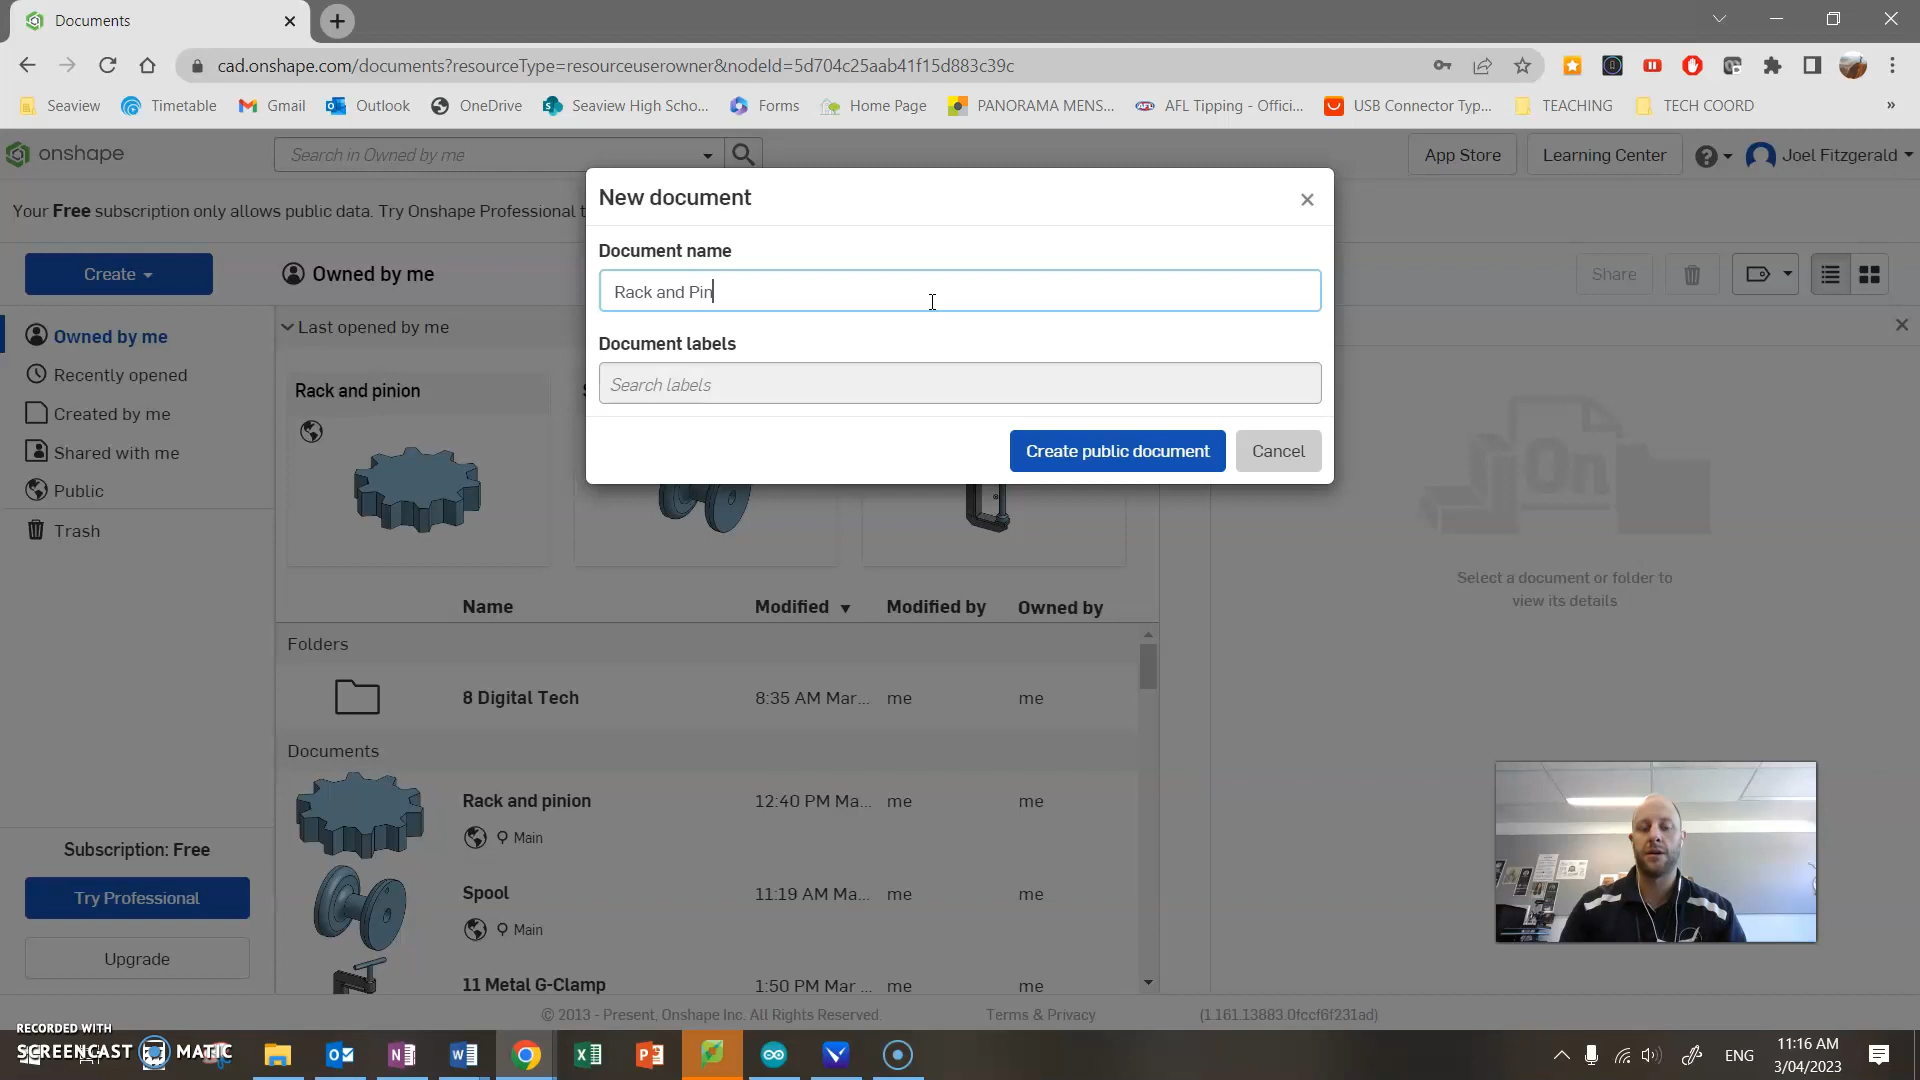 Documents
cad.onshape.com/documents?resourceType=resourceuserowner&nodeId=5d704c25aab41f15d883c39c
Seaview Timetable Gmail Outlook OneDrive Seaview High Scho... Forms Home Page PANORAMA MENS... AFL Tipping - Offici... USB Connector Typ... TEACHING TECH COORD »
onshape Search in Owned by me App Store Learning Center Joel Fitzgerald
Your Free subscription only allows public data. Try Onshape Professional t
New document
Document name
Rack and Pin
Document labels
Search labels
Create public document Cancel
Create Owned by me Share
Owned by me
Recently opened
Created by me
Shared with me
Public
Trash
Last opened by me
Rack and pinion
Select a document or folder to
view its details
Name Modified Modified by Owned by
Folders
8 Digital Tech 8:35 AM Mar... me me
Documents
Rack and pinion 12:40 PM Ma... me me
Main
Spool 11:19 AM Ma... me me
Main
11 Metal G-Clamp 1:50 PM Mar ... me me
Subscription: Free
Try Professional
Upgrade
© 2013 - Present, Onshape Inc. All Rights Reserved. Terms & Privacy (1.161.13883.0fccf6f231ad)
RECORDED WITH
SCREENCAST MATIC
ENG
11:16 AM
3/04/2023